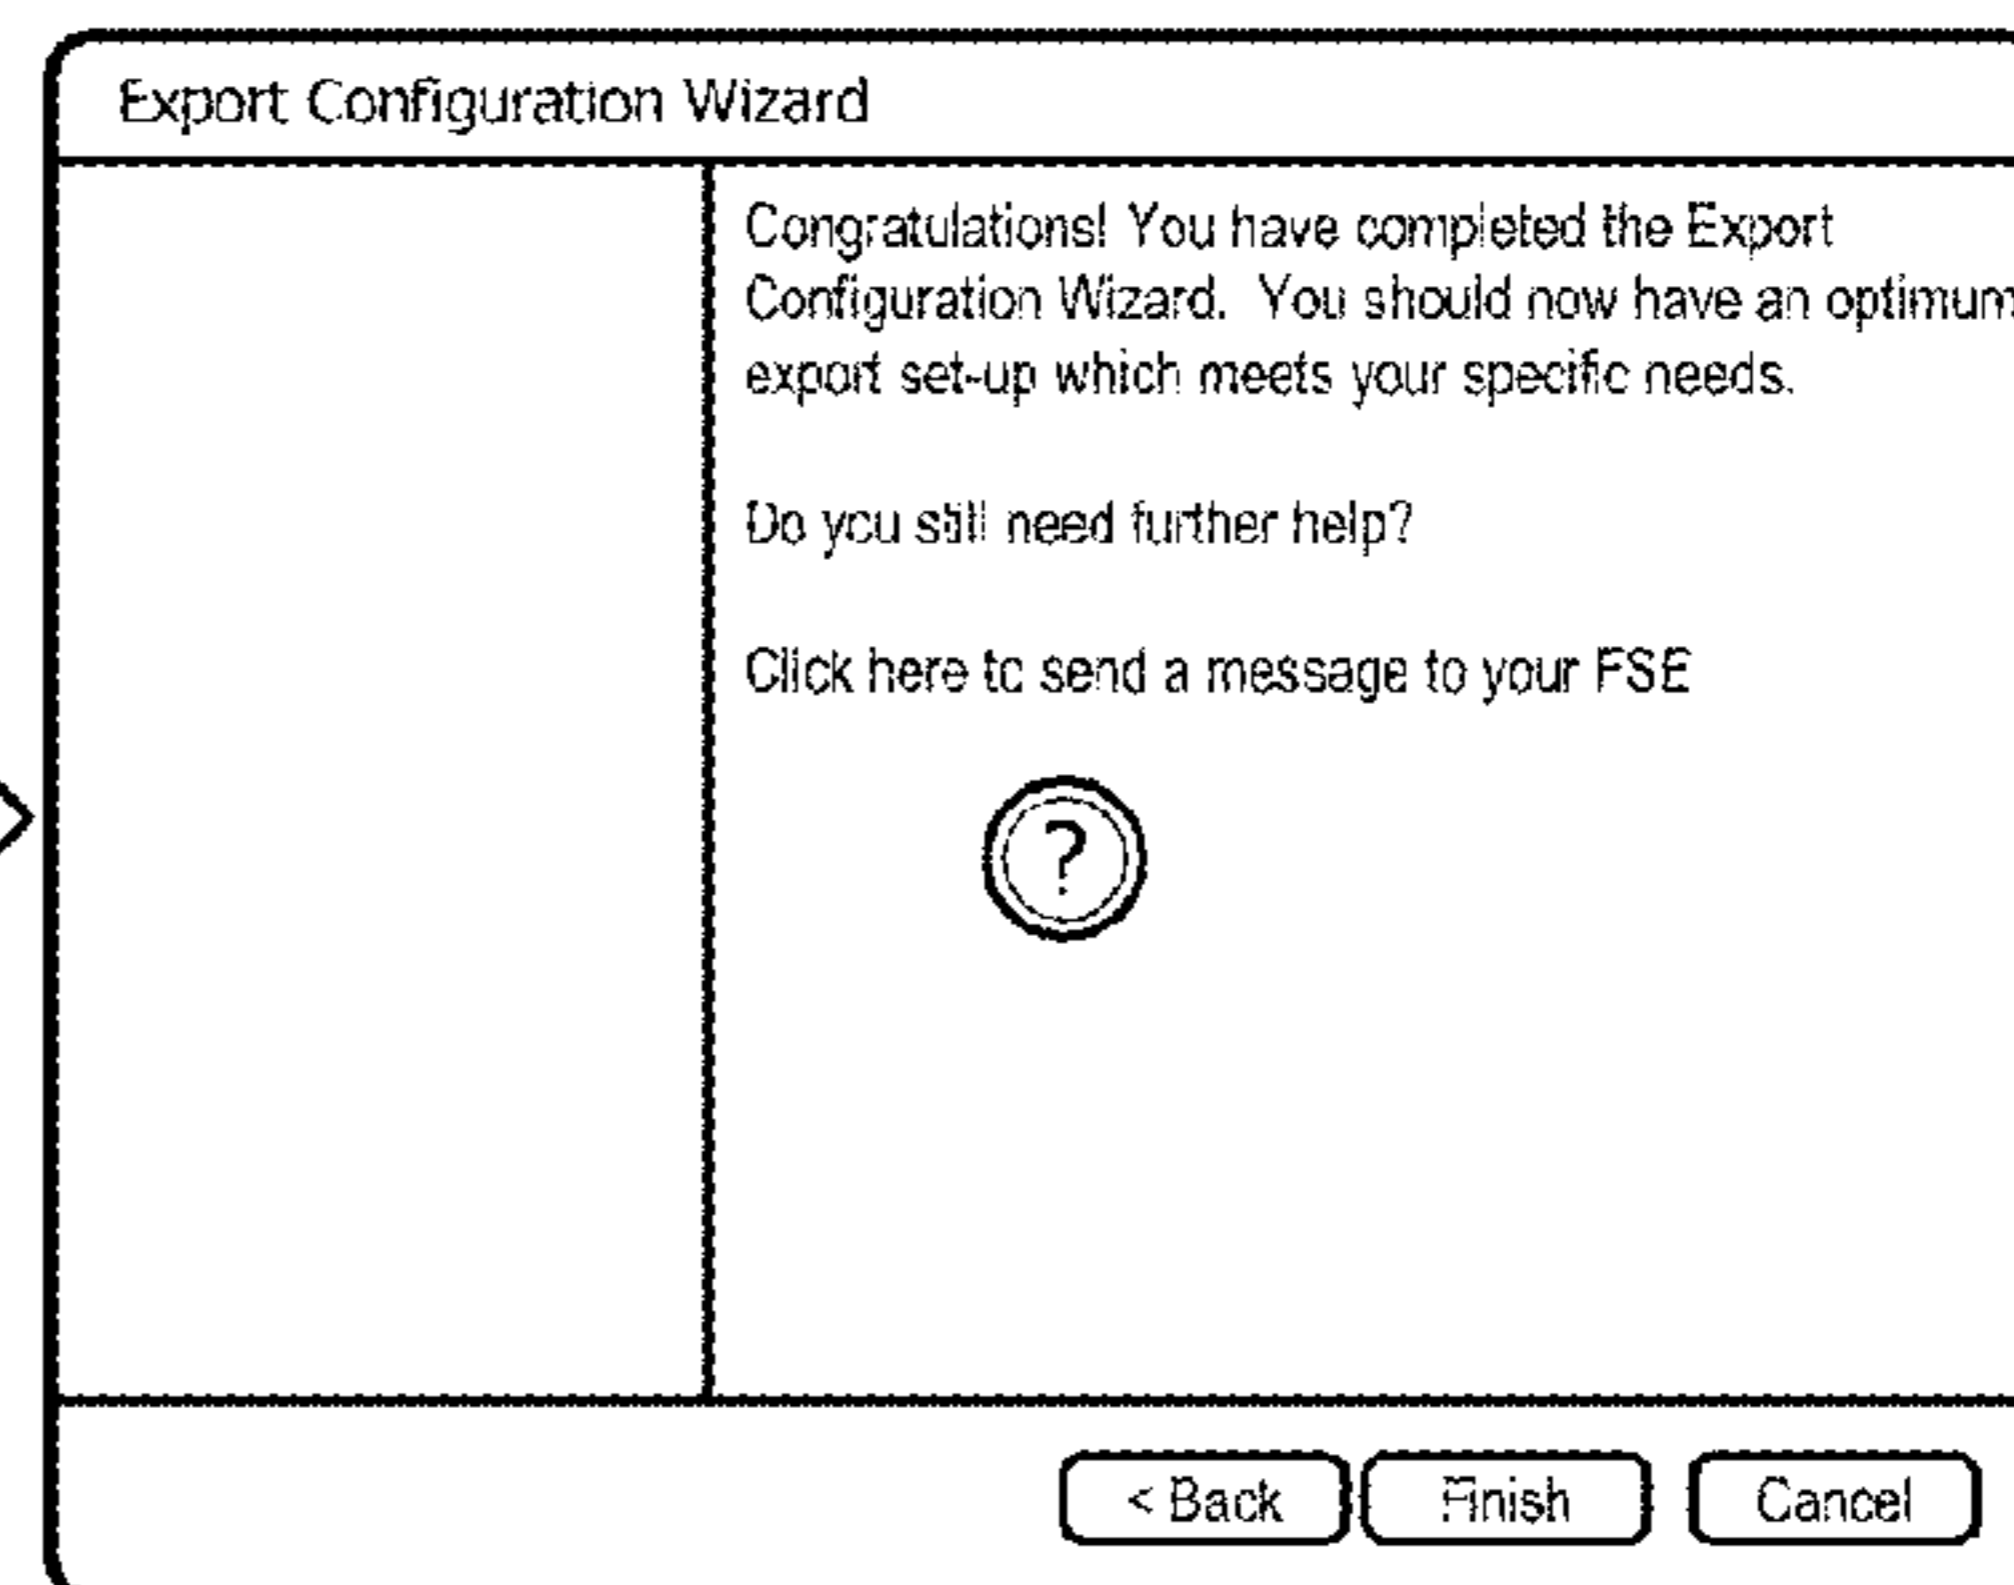 Export Configuration Wizard
Congratulations! You have completed the Export
Configuration Wizard.  You should now have an optimum
export set-up which meets your specific needs.
Do you still need further help?
Click here to send a message to your FSE
?
< Back
Finish
Cancel